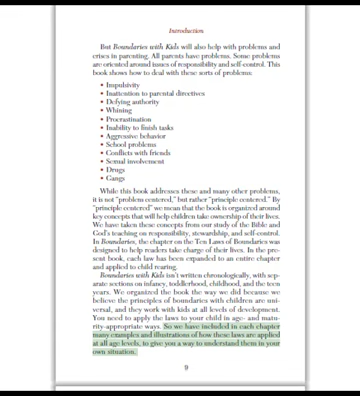 Introduction
But Boundaries with Kids will also help with problems and
crises in parenting. All parents have problems. Some problems
are oriented around issues of responsibility and self-control. This
book shows how to deal with these sorts of problems:
• Impulsivity
• Inattention to parental directives
• Defying authority
• Whining
• Procrastination
• Inability to finish tasks
• Aggressive behavior
• School problems
• Conflicts with friends
• Sexual involvement
• Drugs
• Gangs
While this book addresses these and many other problems,
it is not "problem centered," but rather "principle centered." By
"principle centered" we mean that the book is organized around
key concepts that will help children take ownership of their lives.
We have taken these concepts from our study of the Bible and
God's teaching on responsibility, stewardship, and self-control.
In Boundaries, the chapter on the Ten Laws of Boundaries was
designed to help readers take charge of their lives. In the pres-
ent book, each law has been expanded to an entire chapter
and applied to child rearing.
Boundaries with Kids isn't written chronologically, with sep-
arate sections on infancy, toddlerhood, childhood, and the teen
years. We organized the book the way we did because we
believe the principles of boundaries with children are uni-
versal, and they work with kids at all levels of development.
You need to apply the laws to your child in age- and matu-
rity-appropriate ways. So we have included in each chapter
many examples and illustrations of how these laws are applied
at all age levels, to give you a way to understand them in your
own situation.
9